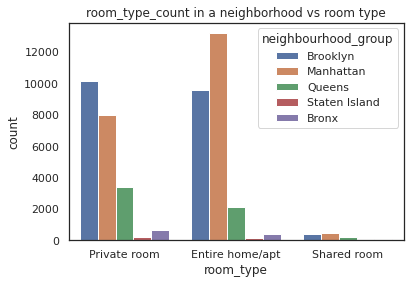 room_type_count in a neighborhood vs room type
neighbourhood_group
Brooklyn
Manhattan
Queens
Staten Island
Bronx
count
12000
10000
8000
6000
4000
2000
0
Private room
Entire home/apt
Shared room
room_type